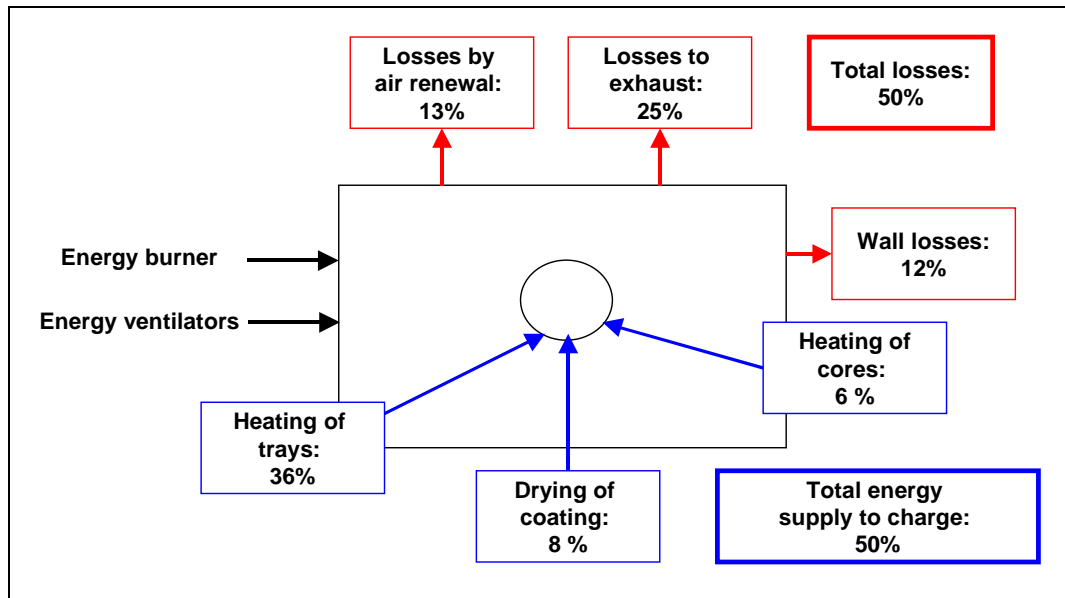 Losses by
air renewal:
13%
Losses to
exhaust:
25%
Total losses:
50%
Energy burner
Wall losses:
12%
Energy ventilators
Heating of
cores:
6 %
Heating of
trays:
36%
Drying of
coating:
8 %
Total energy
supply to charge:
50%